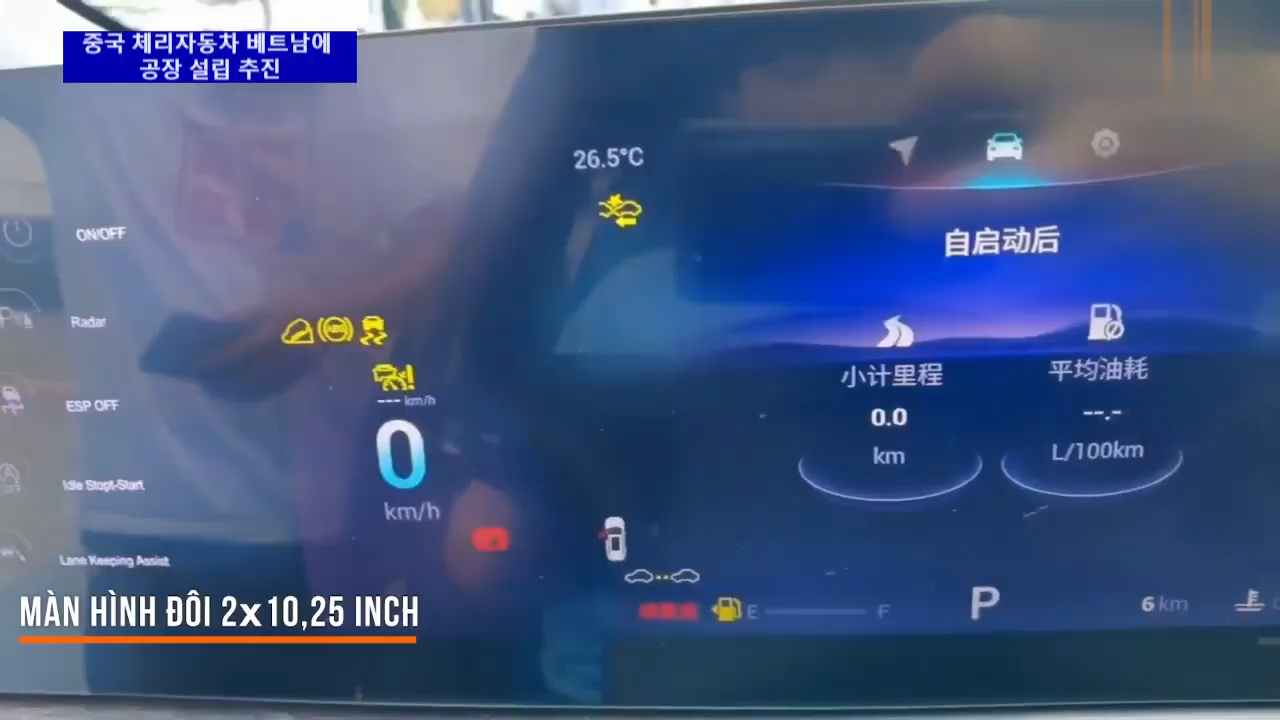 중국 체리자동차 베트남에
공장 설립 추진
26.5°C
ON/OFF
Radar
ESP OFF
Idle Stopt-Start
Lane Keeping Assist
ABS
--- km/h
0
km/h
自启动后
小计里程
0.0
km
平均油耗
--.-
L/100km
E
F
P
6 km
MÀN HÌNH ĐÔI 2x10,25 INCH